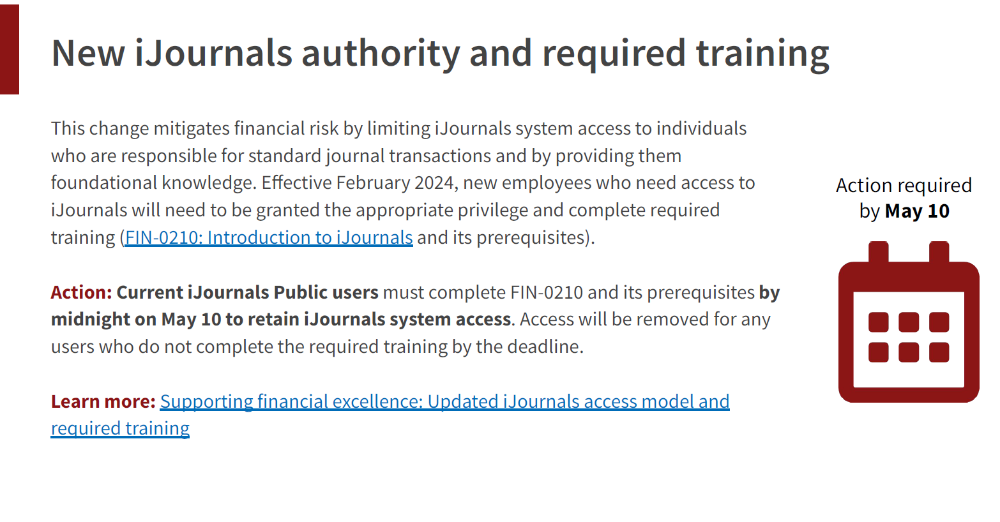 New iJournals authority and required training
This change mitigates financial risk by limiting iJournals system access to individuals
who are responsible for standard journal transactions and by providing them
foundational knowledge. Effective February 2024, new employees who need access to
iJournals will need to be granted the appropriate privilege and complete required
training (FIN-0210: Introduction to iJournals and its prerequisites).
Action: Current iJournals Public users must complete FIN-0210 and its prerequisites by
midnight on May 10 to retain iJournals system access. Access will be removed for any
users who do not complete the required training by the deadline.
Learn more: Supporting financial excellence: Updated iJournals access model and
required training
Action required
by May 10